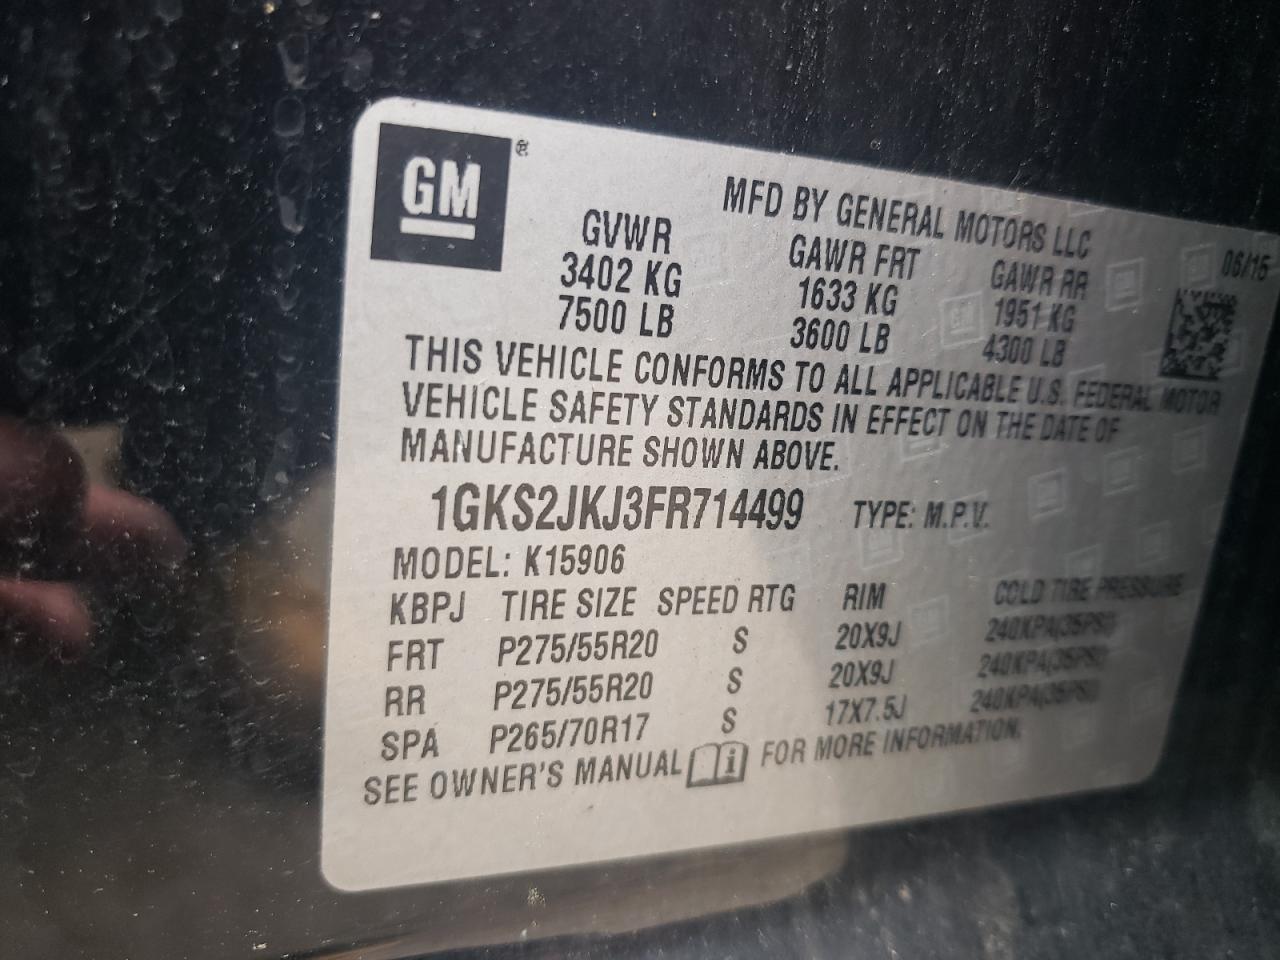 GM®
MFD BY GENERAL MOTORS LLC
06/15
GVWR GAWR FRT GAWR RR
3402 KG 1633 KG 1951 KG
7500 LB 3600 LB 4300 LB
THIS VEHICLE CONFORMS TO ALL APPLICABLE U.S. FEDERAL MOTOR
VEHICLE SAFETY STANDARDS IN EFFECT ON THE DATE OF
MANUFACTURE SHOWN ABOVE.
1GKS2JKJ3FR714499 TYPE: M.P.V.
MODEL: K15906
KBPJ TIRE SIZE SPEED RTG RIM COLD TIRE PRESSURE
FRT P275/55R20 S 20X9J 240KPA(35PSI)
RR P275/55R20 S 20X9J 240KPA(35PSI)
SPA P265/70R17 S 17X7.5J 240KPA(35PSI)
SEE OWNER'S MANUAL i FOR MORE INFORMATION.